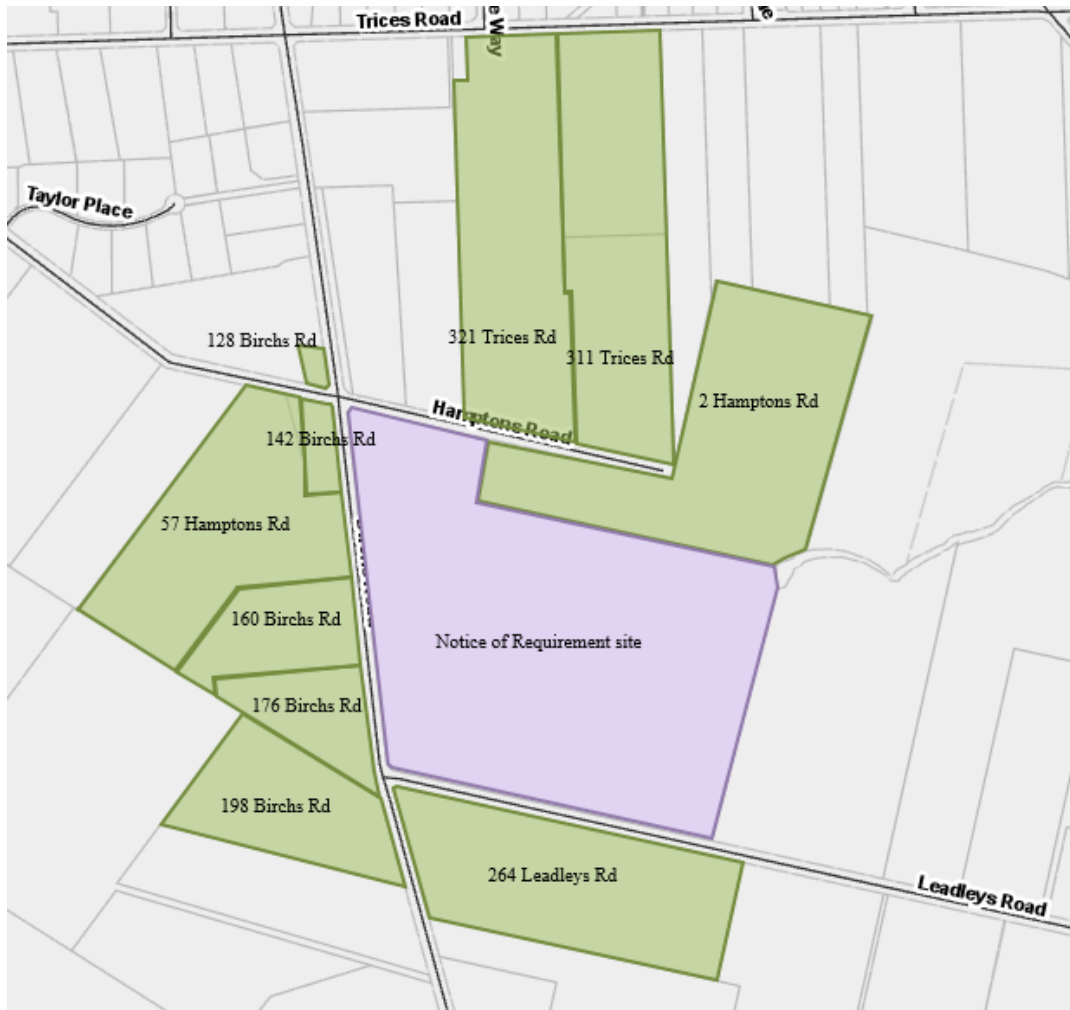 Trices Road
e Way
Taylor Place
128 Birchs Rd
321 Trices Rd
311 Trices Rd
2 Hamptons Rd
Hamptons Road
142 Birchs Rd
57 Hamptons Rd
160 Birchs Rd
Notice of Requirement site
176 Birchs Rd
198 Birchs Rd
264 Leadleys Rd
Leadleys Road